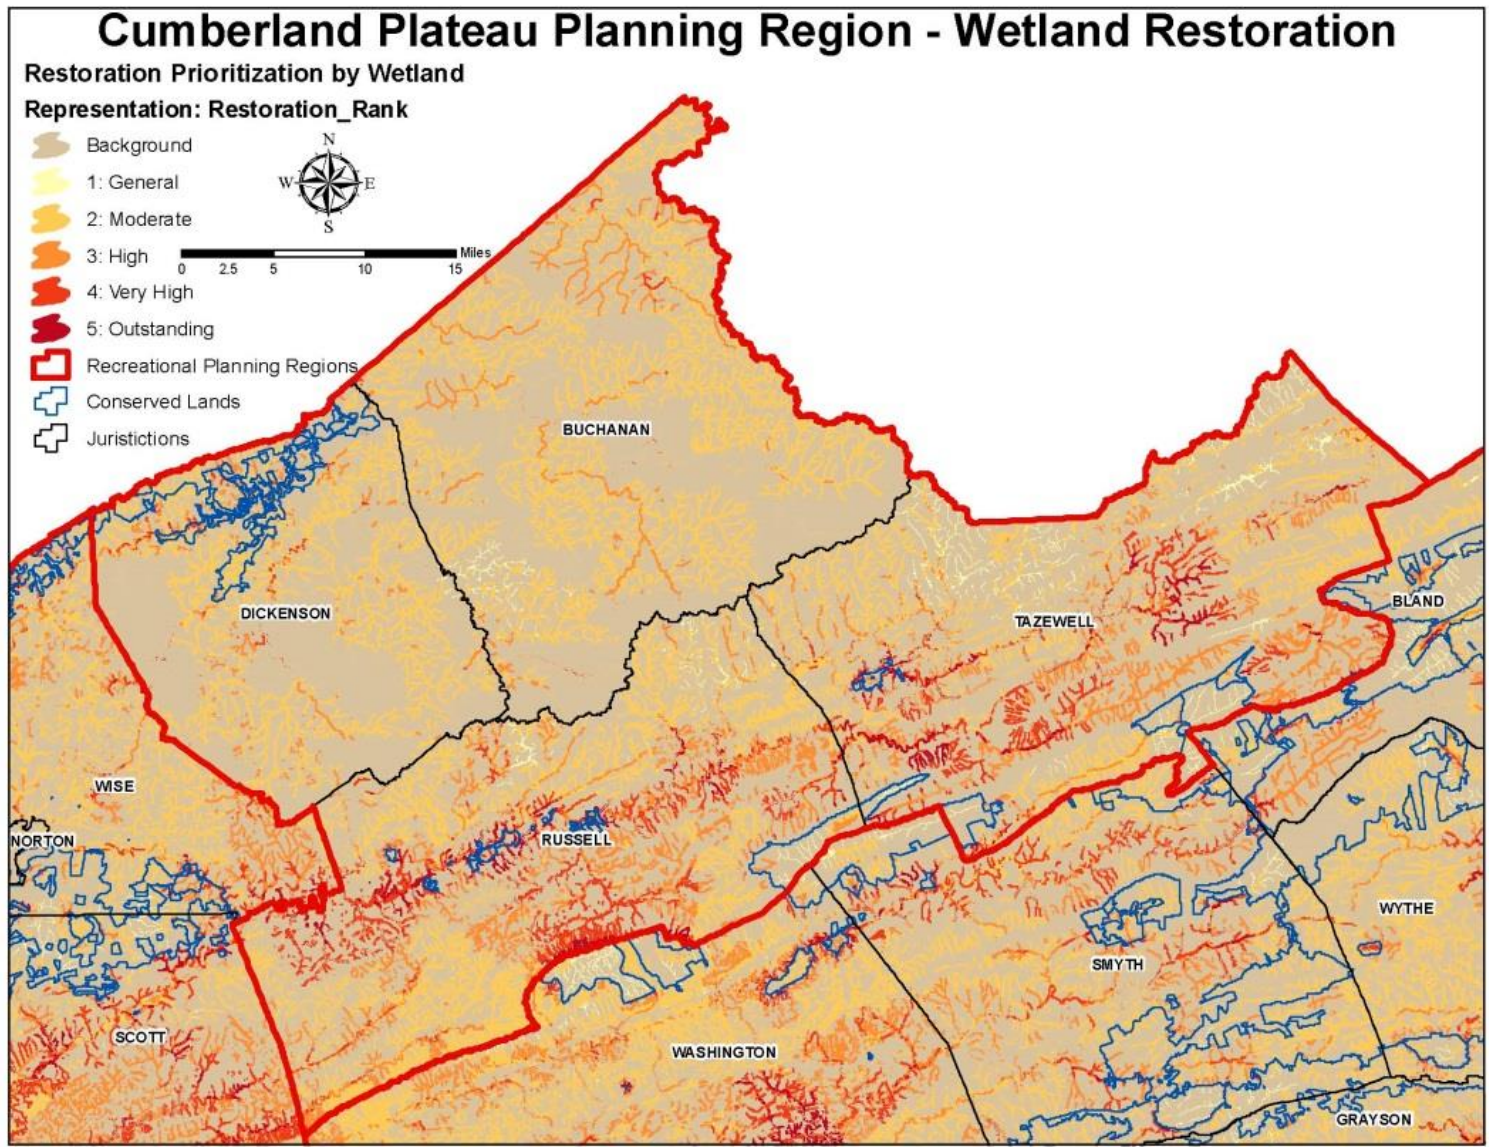 Cumberland Plateau Planning Region - Wetland Restoration
Restoration Prioritization by Wetland
Representation: Restoration_Rank
Background
1: General
2: Moderate
3: High
4: Very High
5: Outstanding
Recreational Planning Regions
Conserved Lands
Juristictions
N
W E
S
Miles
0 2.5 5 10 15
BUCHANAN
DICKENSON
BLAND
TAZEWELL
WISE
NORTON
RUSSELL
WYTHE
SMYTH
SCOTT
WASHINGTON
GRAYSON